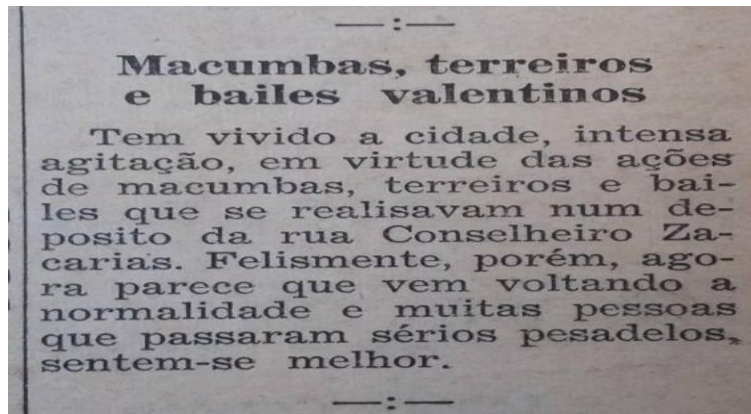 Macumbas, terreiros
e bailes valentinos
Tem vivido a cidade, intensa
agitação, em virtude das ações
de macumbas, terreiros e bai-
les que se realisavam num de-
posito da rua Conselheiro Za-
carias. Felismente, porém, ago-
ra parece que vem voltando a
normalidade e muitas pessoas
que passaram sérios pesadelos,
sentem-se melhor.